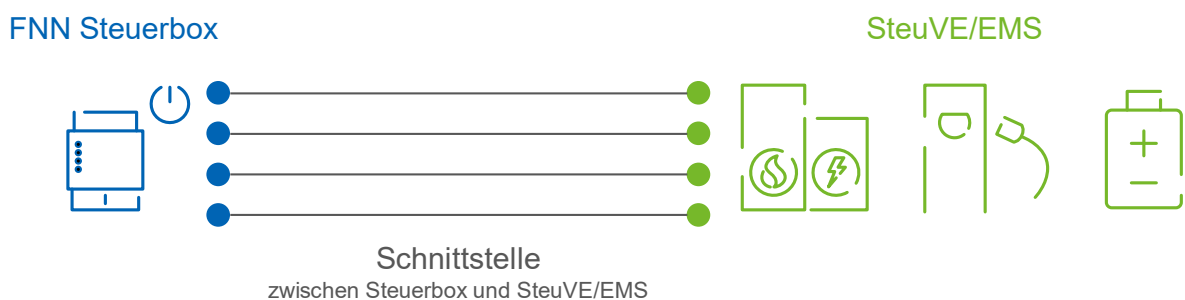 FNN Steuerbox
SteuVE/EMS
Schnittstelle
zwischen Steuerbox und SteuVE/EMS